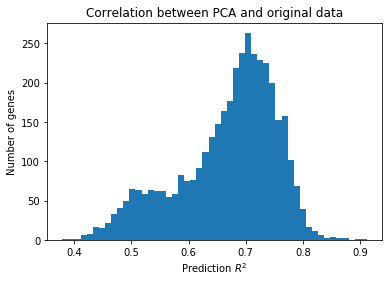 Correlation between PCA and original data
Number of genes
250
200
150
100
50
0
0.4 0.5 0.6 0.7 0.8 0.9
Prediction R²